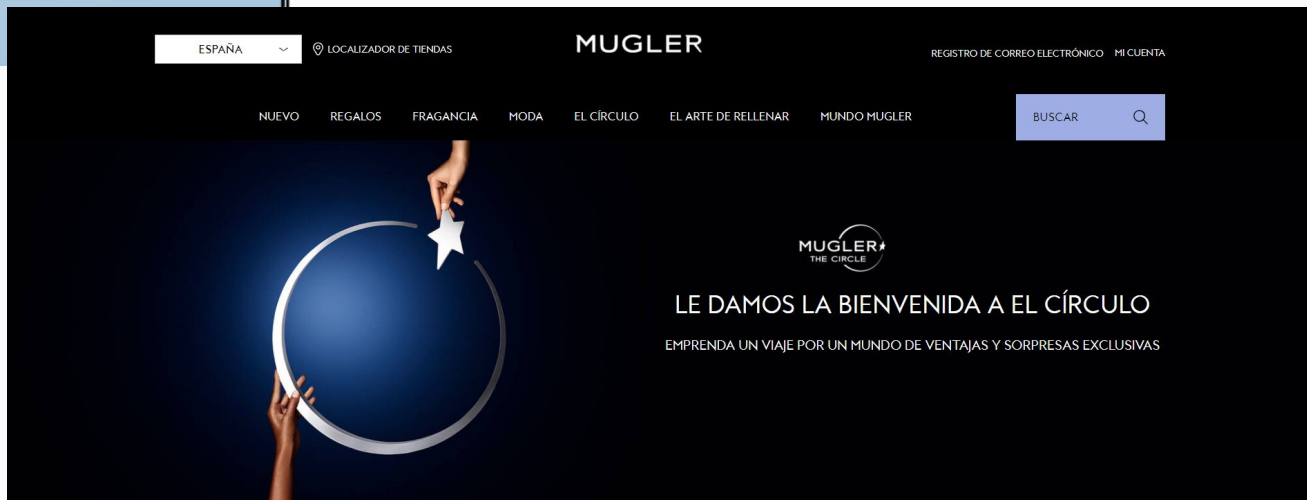 ESPAÑA
LOCALIZADOR DE TIENDAS
MUGLER
REGISTRO DE CORREO ELECTRÓNICO
MI CUENTA
NUEVO
REGALOS
FRAGANCIA
MODA
EL CÍRCULO
EL ARTE DE RELLENAR
MUNDO MUGLER
BUSCAR
MUGLER
THE CIRCLE
LE DAMOS LA BIENVENIDA A EL CÍRCULO
EMPRENDA UN VIAJE POR UN MUNDO DE VENTAJAS Y SORPRESAS EXCLUSIVAS